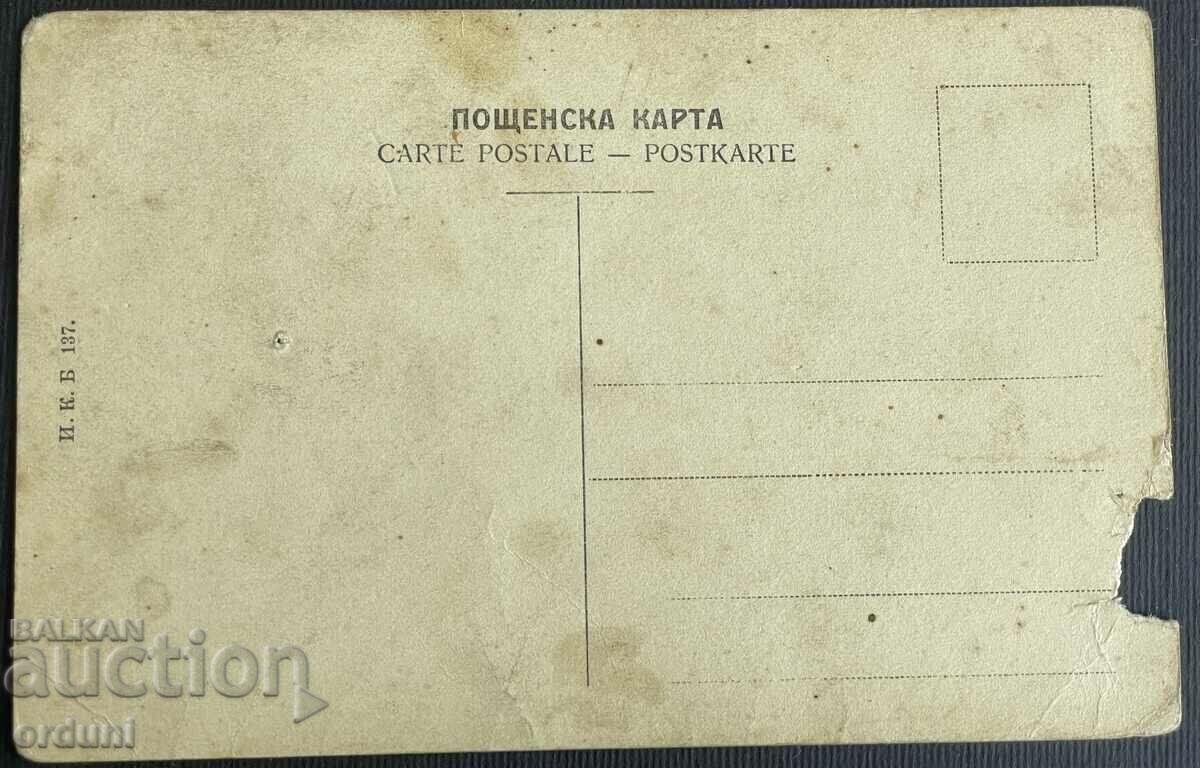 ПОЩЕНСКА КАРТА
CARTE POSTALE — POSTKARTE
И. К. Б 137.
BALKAN
auction
orduni